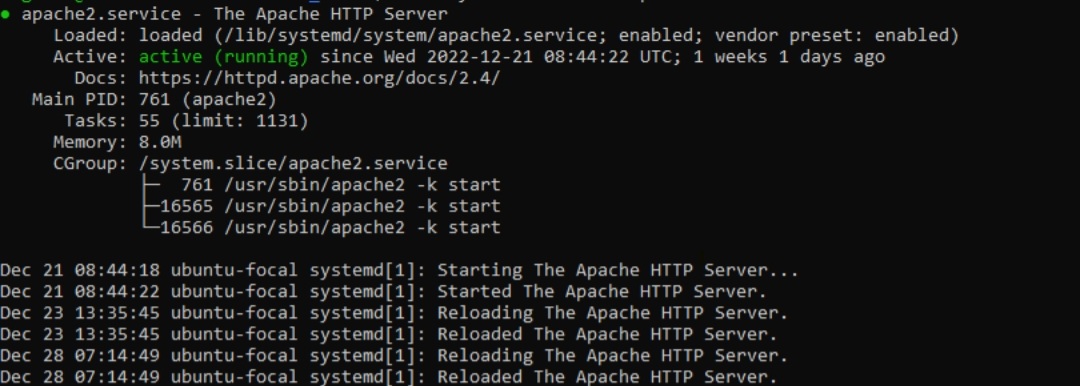 ● apache2.service - The Apache HTTP Server
     Loaded: loaded (/lib/systemd/system/apache2.service; enabled; vendor preset: enabled)
     Active: active (running) since Wed 2022-12-21 08:44:22 UTC; 1 weeks 1 days ago
       Docs: https://httpd.apache.org/docs/2.4/
   Main PID: 761 (apache2)
      Tasks: 55 (limit: 1131)
     Memory: 8.0M
     CGroup: /system.slice/apache2.service
             ├─  761 /usr/sbin/apache2 -k start
             ├─16565 /usr/sbin/apache2 -k start
             └─16566 /usr/sbin/apache2 -k start
Dec 21 08:44:18 ubuntu-focal systemd[1]: Starting The Apache HTTP Server...
Dec 21 08:44:22 ubuntu-focal systemd[1]: Started The Apache HTTP Server.
Dec 23 13:35:45 ubuntu-focal systemd[1]: Reloading The Apache HTTP Server.
Dec 23 13:35:45 ubuntu-focal systemd[1]: Reloaded The Apache HTTP Server.
Dec 28 07:14:49 ubuntu-focal systemd[1]: Reloading The Apache HTTP Server.
Dec 28 07:14:49 ubuntu-focal systemd[1]: Reloaded The Apache HTTP Server.